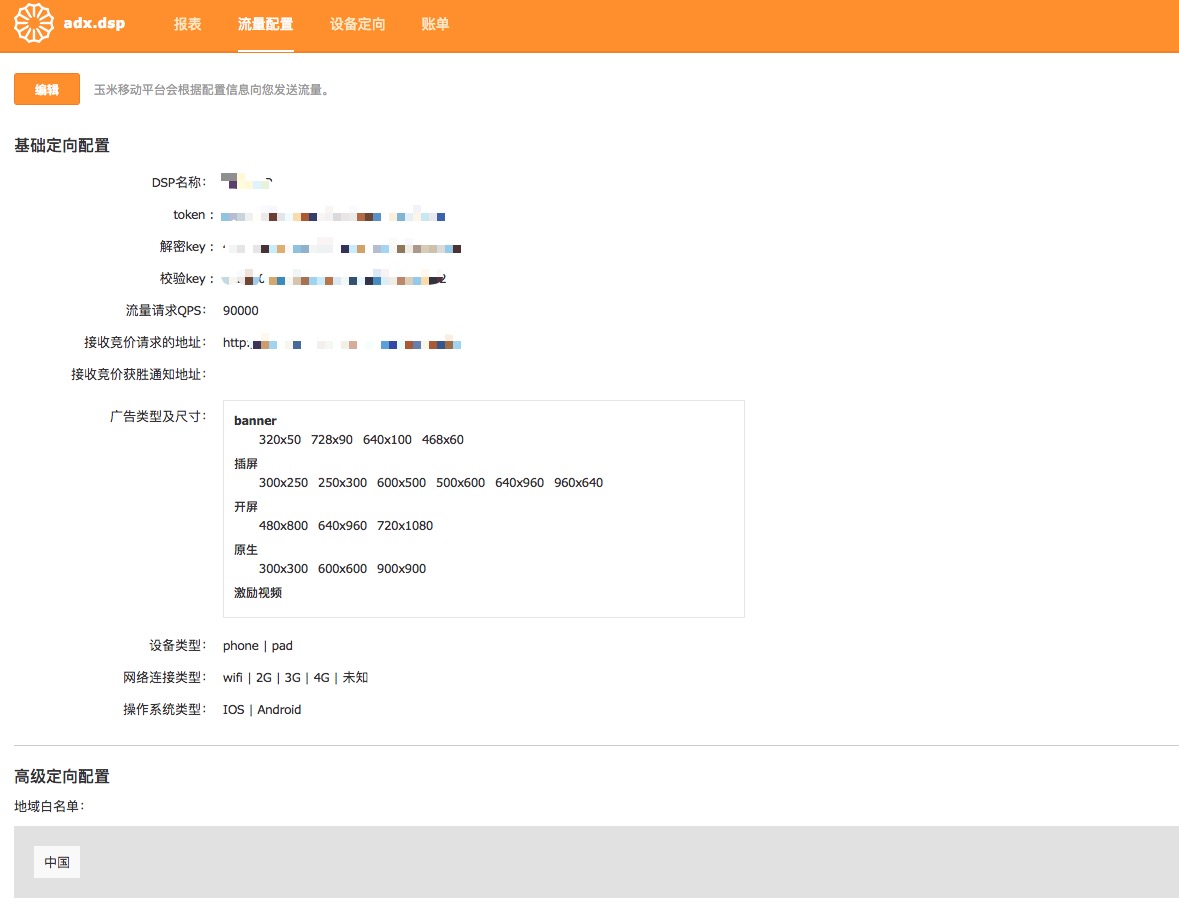 adx.dsp 报表 流量配置 设备定向 账单
编辑 玉米移动平台会根据配置信息向您发送流量。
基础定向配置
DSP名称：
token：
解密key：
校验key：
流量请求QPS： 90000
接收竞价请求的地址： http:
接收竞价获胜通知地址：
广告类型及尺寸：
banner
320x50 728x90 640x100 468x60
插屏
300x250 250x300 600x500 500x600 640x960 960x640
开屏
480x800 640x960 720x1080
原生
300x300 600x600 900x900
激励视频
设备类型： phone | pad
网络连接类型： wifi | 2G | 3G | 4G | 未知
操作系统类型： IOS | Android
高级定向配置
地域白名单：
中国